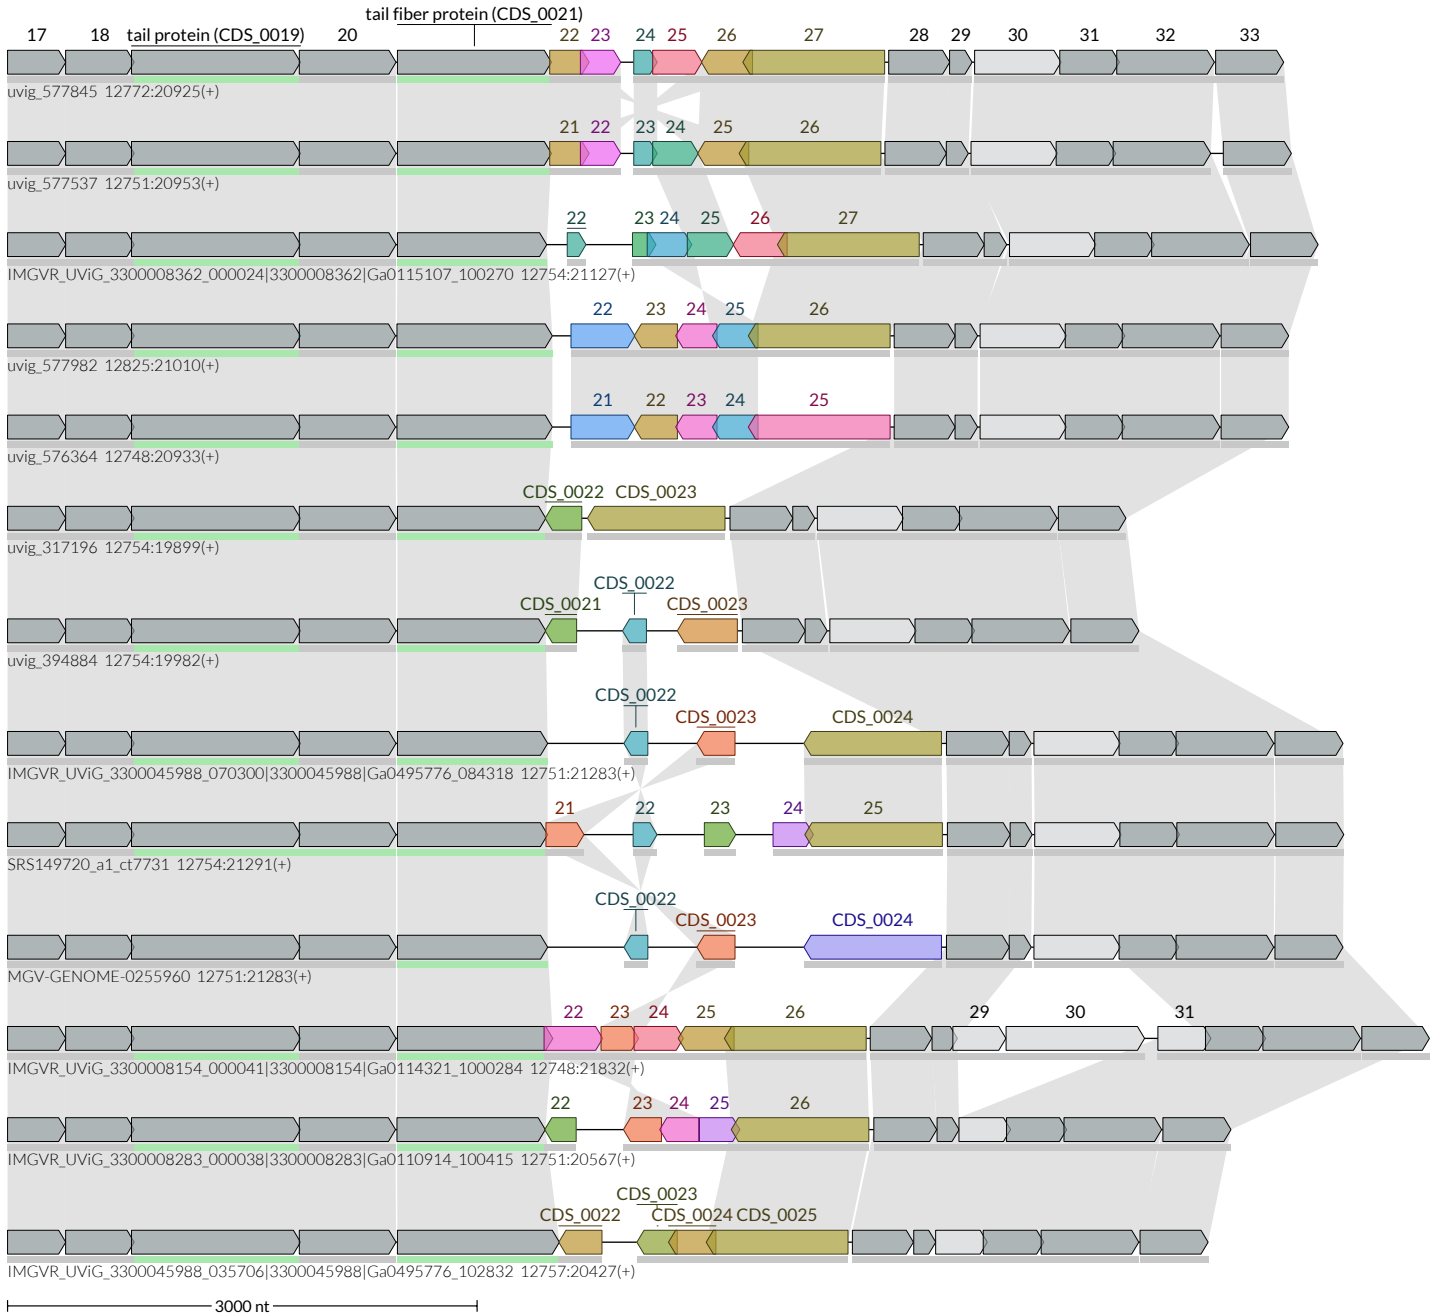 tail fiber protein (CDS_0021)
17 18 tail protein (CDS_0019) 20 22 23 24 25 26 27 28 29 30 31 32 33
uvig_577845 12772:20925(+)
21 22 23 24 25 26
uvig_577537 12751:20953(+)
22 23 24 25 26 27
IMGVR_UViG_3300008362_000024|3300008362|Ga0115107_100270 12754:21127(+)
22 23 24 25 26
uvig_577982 12825:21010(+)
21 22 23 24 25
uvig_576364 12748:20933(+)
CDS_0022 CDS_0023
uvig_317196 12754:19899(+)
CDS_0022
CDS_0021 CDS_0023
uvig_394884 12754:19982(+)
CDS_0022
CDS_0023 CDS_0024
IMGVR_UViG_3300045988_070300|3300045988|Ga0495776_084318 12751:21283(+)
21 22 23 24 25
SRS149720_a1_ct7731 12754:21291(+)
CDS_0022
CDS_0023 CDS_0024
MGV-GENOME-0255960 12751:21283(+)
22 23 24 25 26 29 30 31
IMGVR_UViG_3300008154_000041|3300008154|Ga0114321_1000284 12748:21832(+)
22 23 24 25 26
IMGVR_UViG_3300008283_000038|3300008283|Ga0110914_100415 12751:20567(+)
CDS_0023
CDS_0022 CDS_0024 CDS_0025
IMGVR_UViG_3300045988_035706|3300045988|Ga0495776_102832 12757:20427(+)
3000 nt